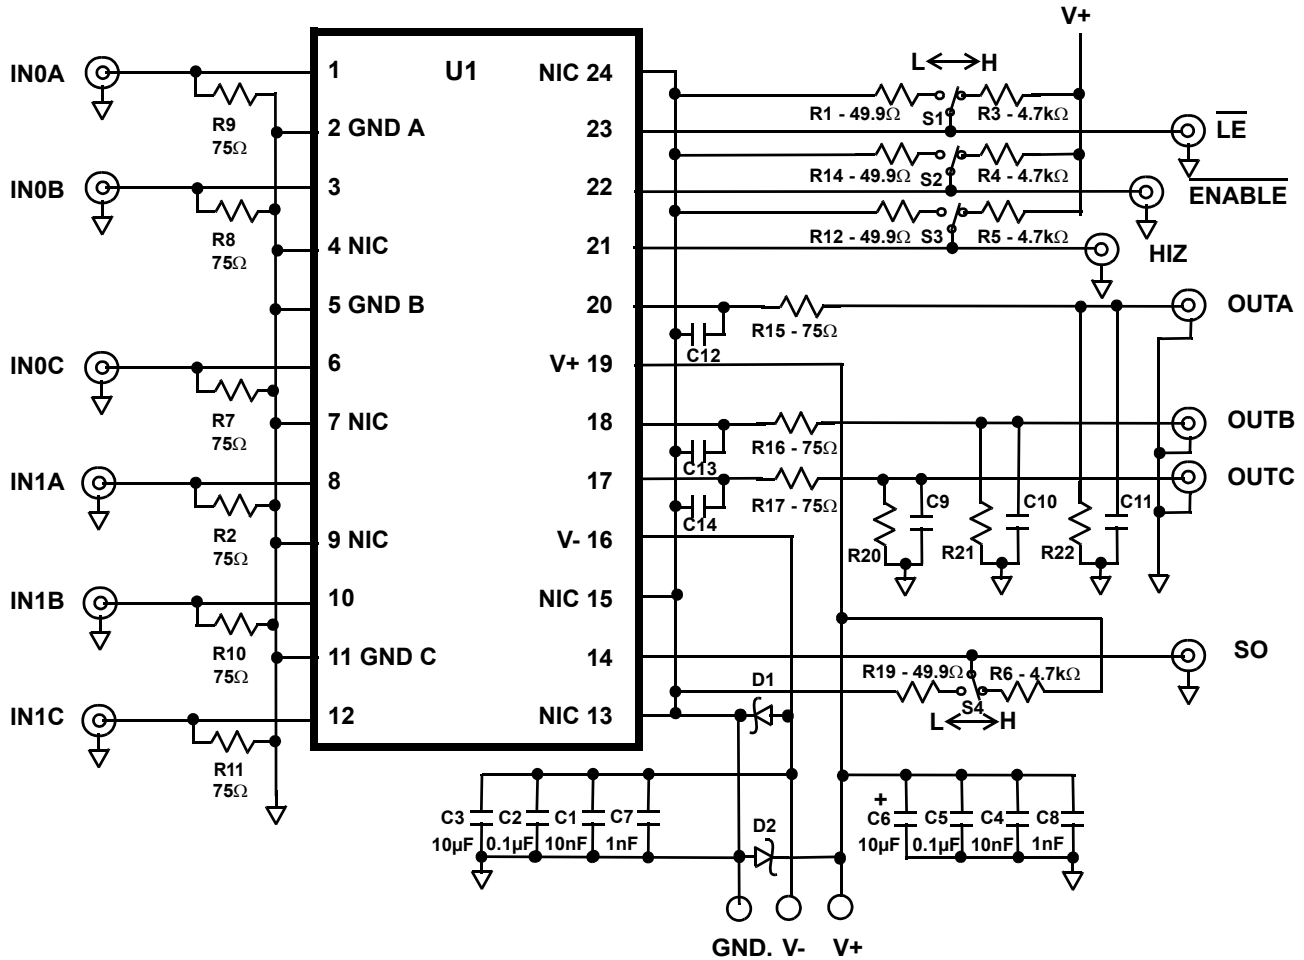 V+
IN0A
1
U1
NIC 24
L
H
R9
75Ω
R1 - 49.9Ω
S1
R3 - 4.7kΩ
2 GND A
23
LE
IN0B
3
22
R14 - 49.9Ω
S2
R4 - 4.7kΩ
ENABLE
R8
75Ω
4 NIC
21
R12 - 49.9Ω
S3
R5 - 4.7kΩ
HIZ
5 GND B
20
R15 - 75Ω
OUTA
C12
IN0C
6
V+ 19
R7
75Ω
7 NIC
18
C13
R16 - 75Ω
OUTB
IN1A
8
17
C14
R17 - 75Ω
OUTC
R2
75Ω
9 NIC
V- 16
R20
C9
R21
C10
R22
C11
IN1B
10
NIC 15
R10
75Ω
11 GND C
14
SO
R19 - 49.9Ω
R6 - 4.7kΩ
S4
L
H
D1
IN1C
12
NIC 13
R11
75Ω
C3
10µF
C2
0.1µF
C1
10nF
C7
1nF
D2
+
C6
10µF
C5
0.1µF
C4
10nF
C8
1nF
GND.
V-
V+